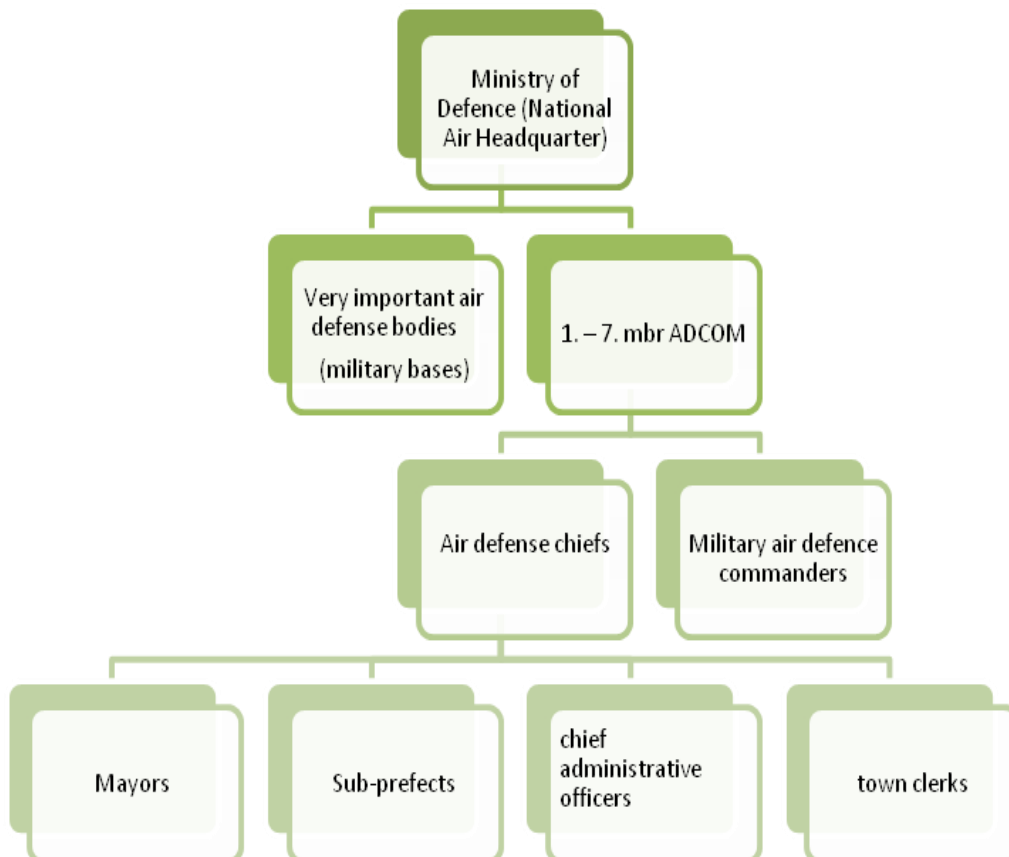 Ministry of
Defence (National
Air Headquarter)
Very important air
defense bodies
(military bases)
1. – 7. mbr ADCOM
Air defense chiefs
Military air defence
commanders
Mayors
Sub-prefects
chief
administrative
officers
town clerks